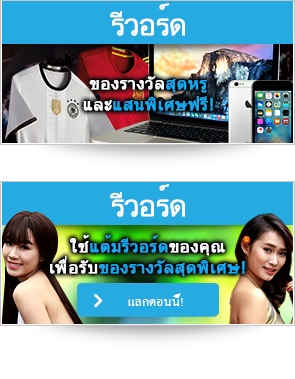 รีวอร์ด
ของรางวัลสุดหรู
และแสนพิเศษฟรี!
รีวอร์ด
ใช้แต้มรีวอร์ดของคุณ
เพื่อรับของรางวัลสุดพิเศษ!
แลกตอนนี้!